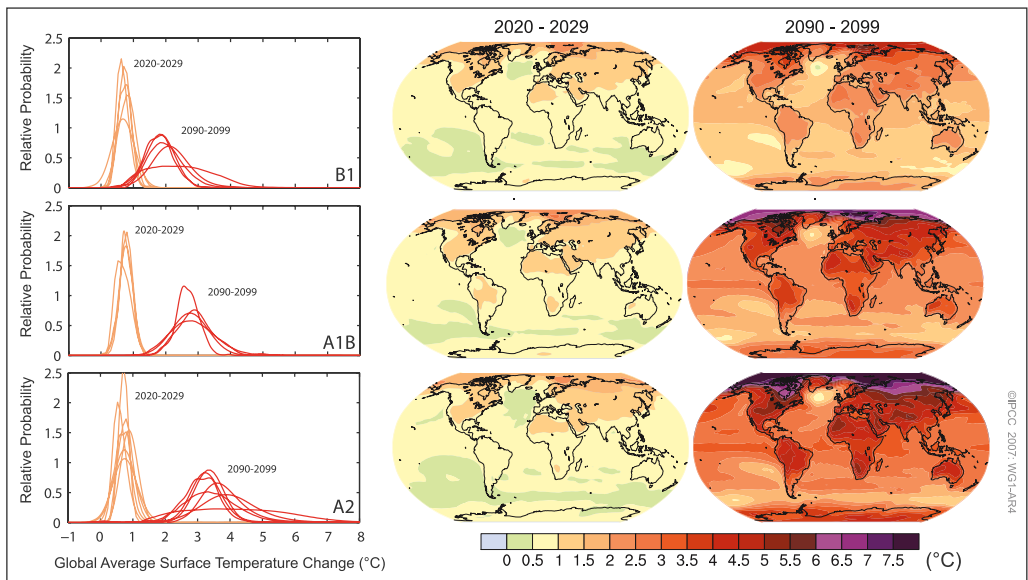 2020 - 2029
2090 - 2099
Relative Probability
2.5
2
1.5
1
0.5
0
2020-2029
2090-2099
B1
Relative Probability
2.5
2
1.5
1
0.5
0
2020-2029
2090-2099
A1B
Relative Probability
2.5
2
1.5
1
0.5
0
2020-2029
2090-2099
A2
-1 0 1 2 3 4 5 6 7 8
Global Average Surface Temperature Change (°C)
0 0.5 1 1.5 2 2.5 3 3.5 4 4.5 5 5.5 6 6.5 7 7.5
(°C)
©IPCC 2007: WG1-AR4